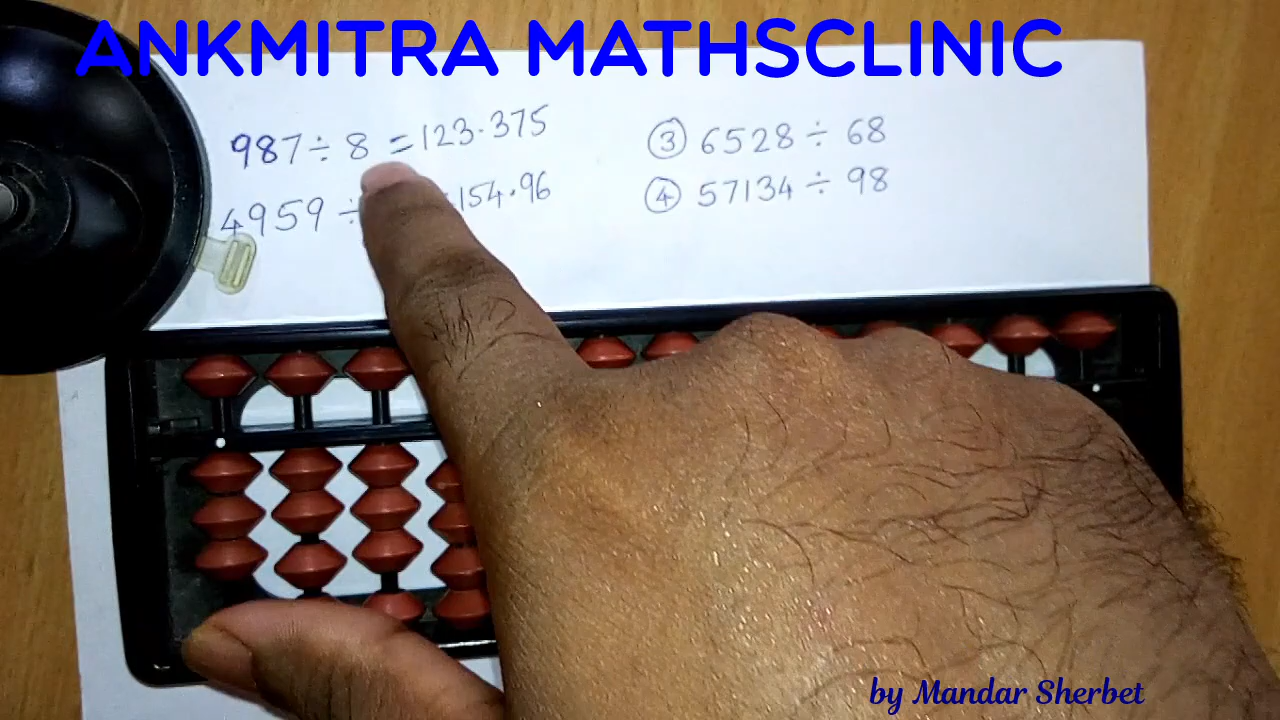 ANKMITRA MATHSCLINIC
987 ÷ 8 = 123.375
4959 ÷ 154.96
③ 6528 ÷ 68
④ 57134 ÷ 98
by Mandar Sherbet